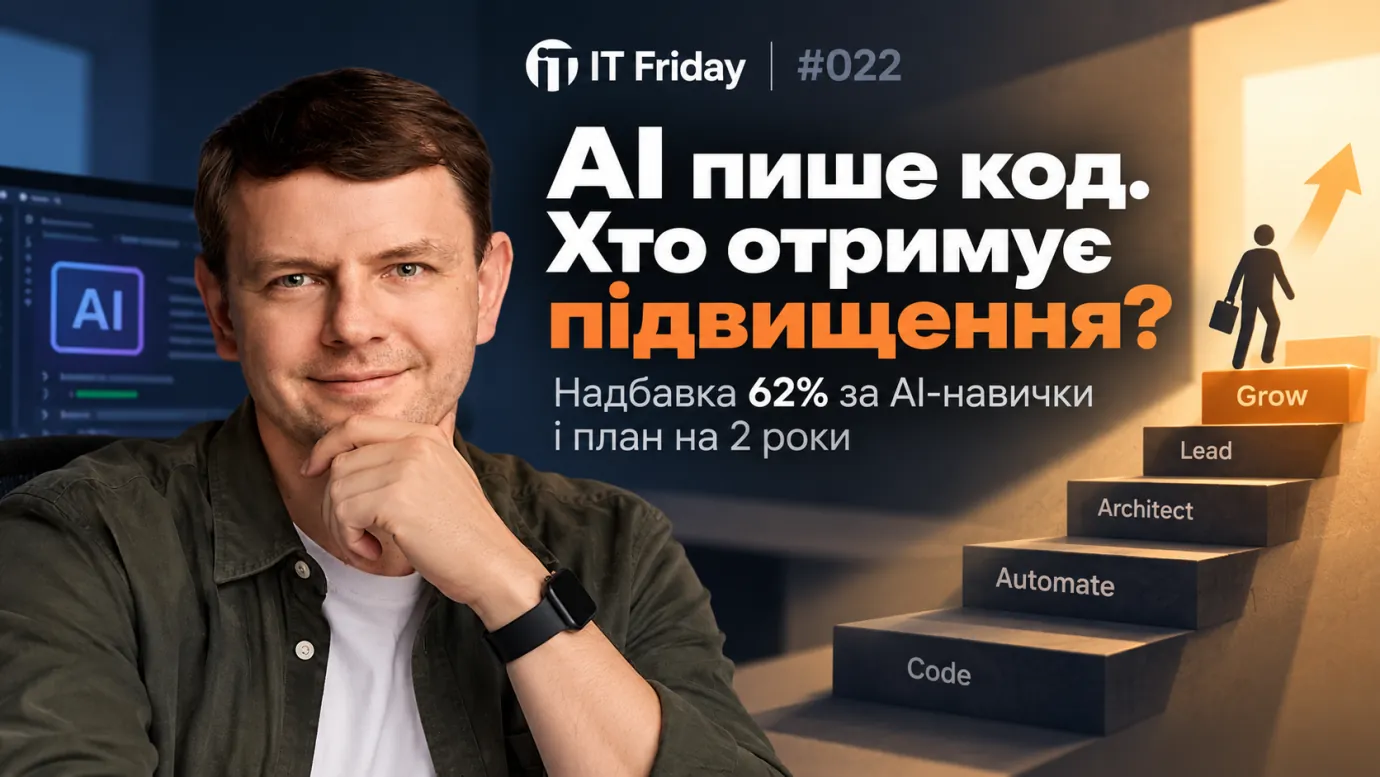 IT Friday | #022
AI пише код.
Хто отримує
підвищення?
Надбавка 62% за AI-навички
і план на 2 роки
AI
Grow
Lead
Architect
Automate
Code